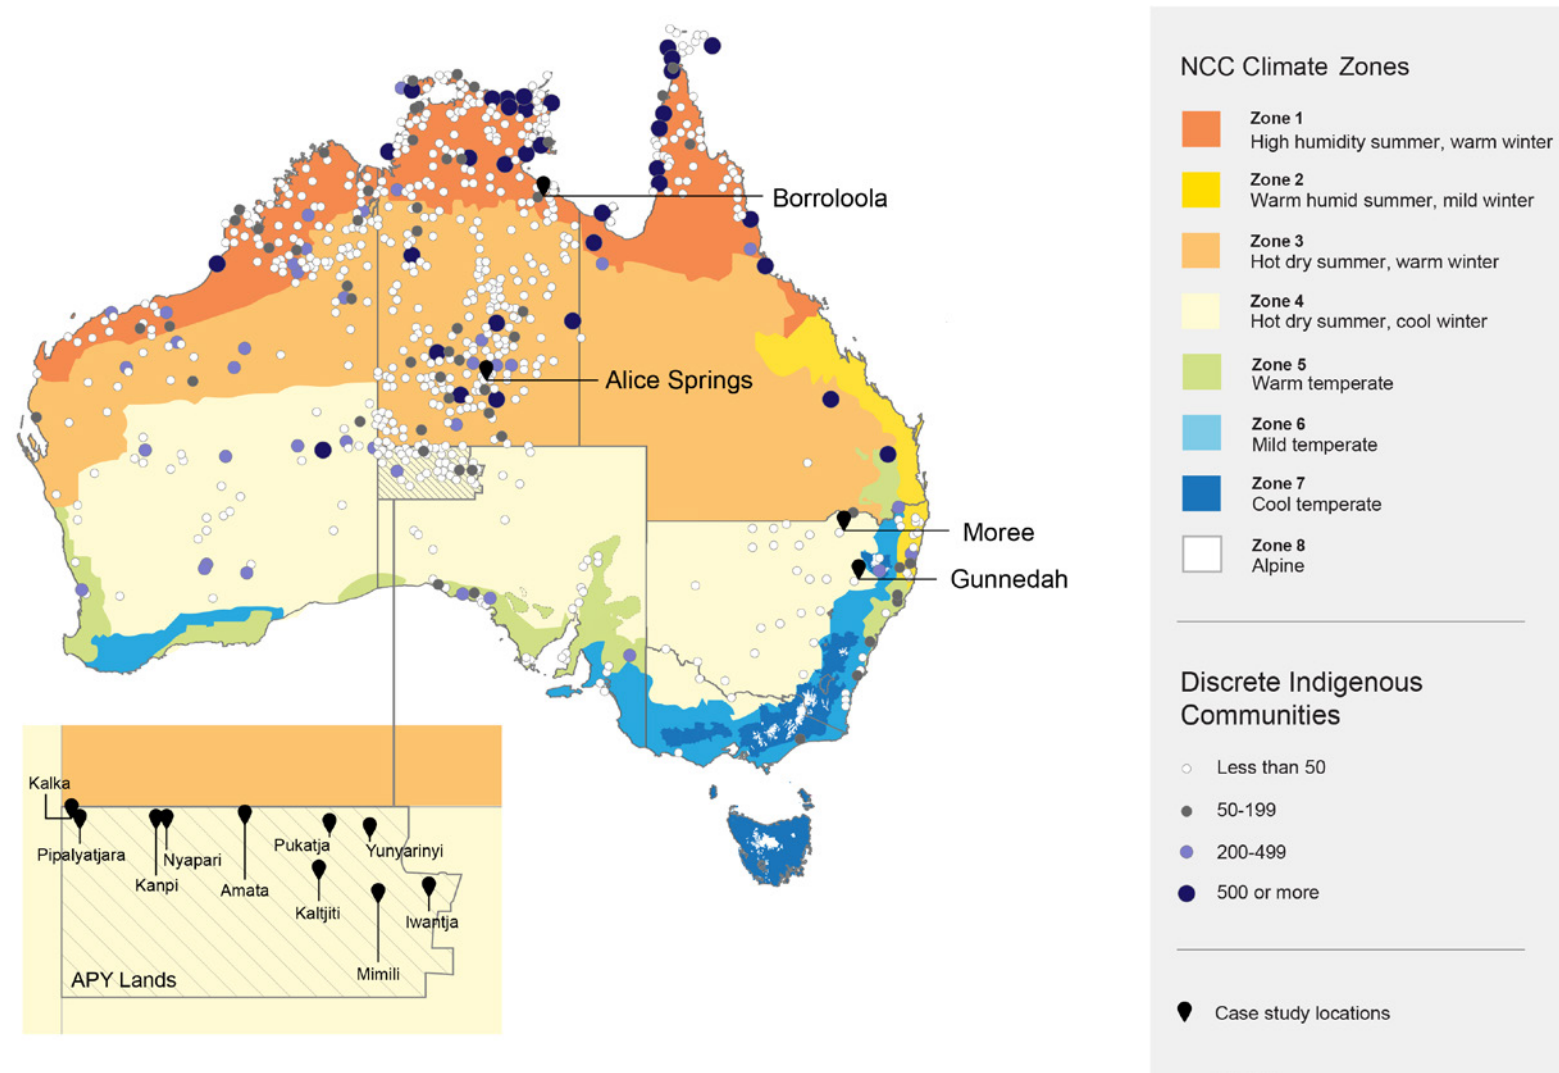 Borroloola
Alice Springs
Moree
Gunnedah
Kalka
Pipalyatjara
Kanpi
Nyapari
Amata
Pukatja
Yunyarinyi
Kaltjiti
Iwantja
Mimili
APY Lands
NCC Climate Zones
Zone 1
High humidity summer, warm winter
Zone 2
Warm humid summer, mild winter
Zone 3
Hot dry summer, warm winter
Zone 4
Hot dry summer, cool winter
Zone 5
Warm temperate
Zone 6
Mild temperate
Zone 7
Cool temperate
Zone 8
Alpine
Discrete Indigenous
Communities
Less than 50
50-199
200-499
500 or more
Case study locations